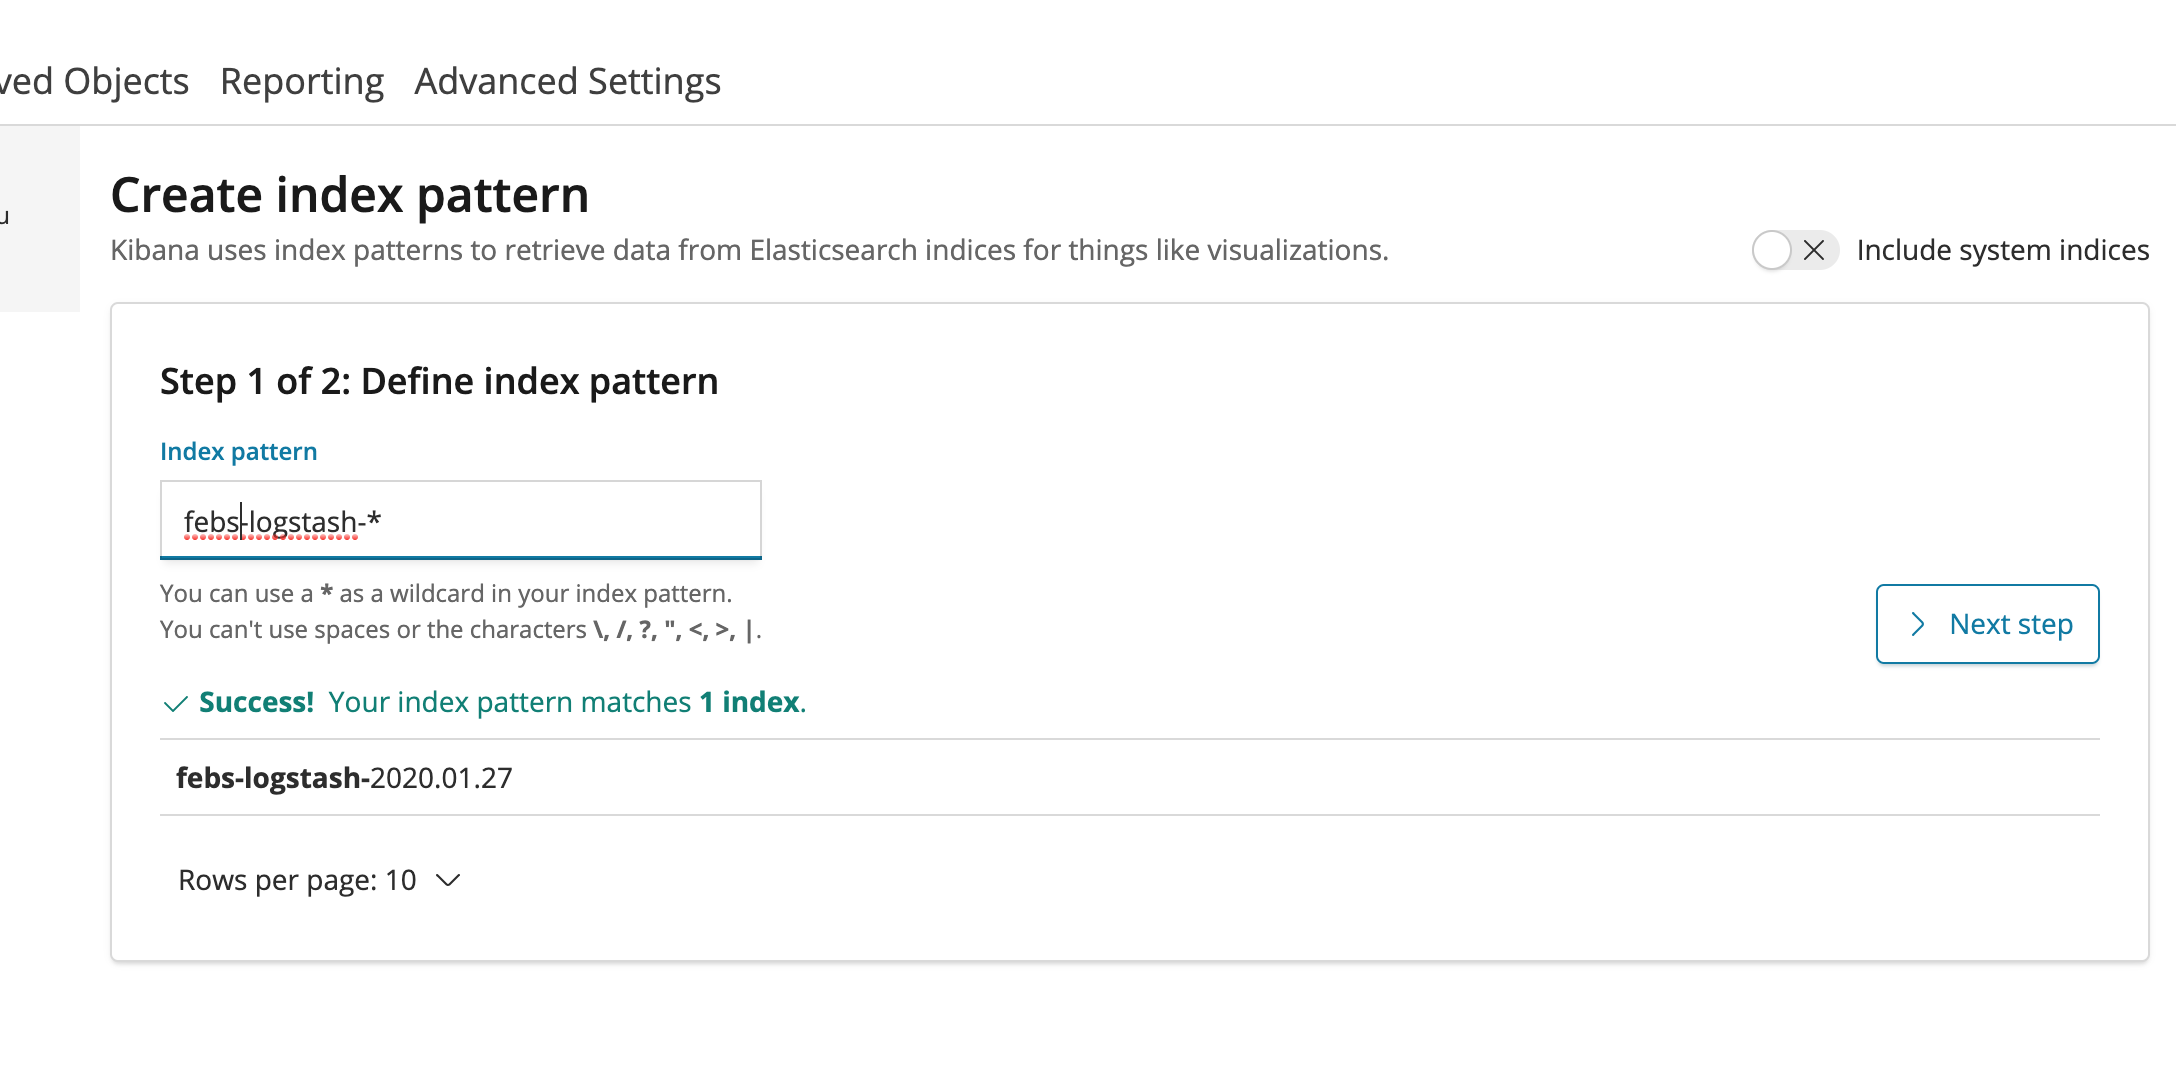 ved Objects Reporting Advanced Settings
u
Create index pattern
Kibana uses index patterns to retrieve data from Elasticsearch indices for things like visualizations.
Include system indices
Step 1 of 2: Define index pattern
Index pattern
febs-logstash-*
You can use a * as a wildcard in your index pattern.
You can't use spaces or the characters \, /, ?, ", <, >, |.
Next step
Success! Your index pattern matches 1 index.
febs-logstash-2020.01.27
Rows per page: 10